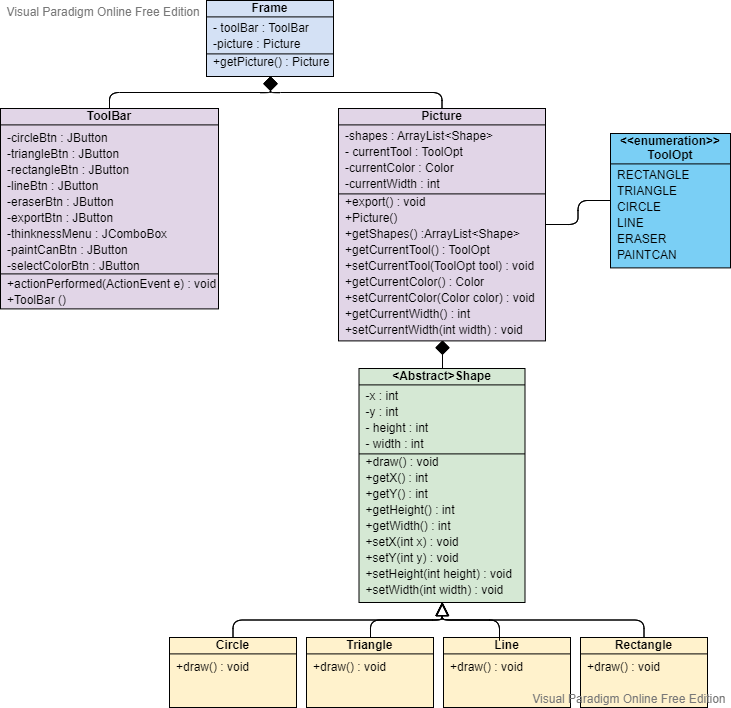 Visual Paradigm Online Free Edition
Frame
- toolBar : ToolBar
-picture : Picture
+getPicture() : Picture
ToolBar
-circleBtn : JButton
-triangleBtn : JButton
-rectangleBtn : JButton
-lineBtn : JButton
-eraserBtn : JButton
-exportBtn : JButton
-thinknessMenu : JComboBox
-paintCanBtn : JButton
-selectColorBtn : JButton
+actionPerformed(ActionEvent e) : void
+ToolBar ()
Picture
-shapes : ArrayList<Shape>
- currentTool : ToolOpt
-currentColor : Color
-currentWidth : int
+export() : void
+Picture()
+getShapes() :ArrayList<Shape>
+getCurrentTool() : ToolOpt
+setCurrentTool(ToolOpt tool) : void
+getCurrentColor() : Color
+setCurrentColor(Color color) : void
+getCurrentWidth() : int
+setCurrentWidth(int width) : void
<<enumeration>>
ToolOpt
RECTANGLE
TRIANGLE
CIRCLE
LINE
ERASER
PAINTCAN
<Abstract>Shape
-x : int
-y : int
- height : int
- width : int
+draw() : void
+getX() : int
+getY() : int
+getHeight() : int
+getWidth() : int
+setX(int x) : void
+setY(int y) : void
+setHeight(int height) : void
+setWidth(int width) : void
Circle
+draw() : void
Triangle
+draw() : void
Line
+draw() : void
Rectangle
+draw() : void
Visual Paradigm Online Free Edition